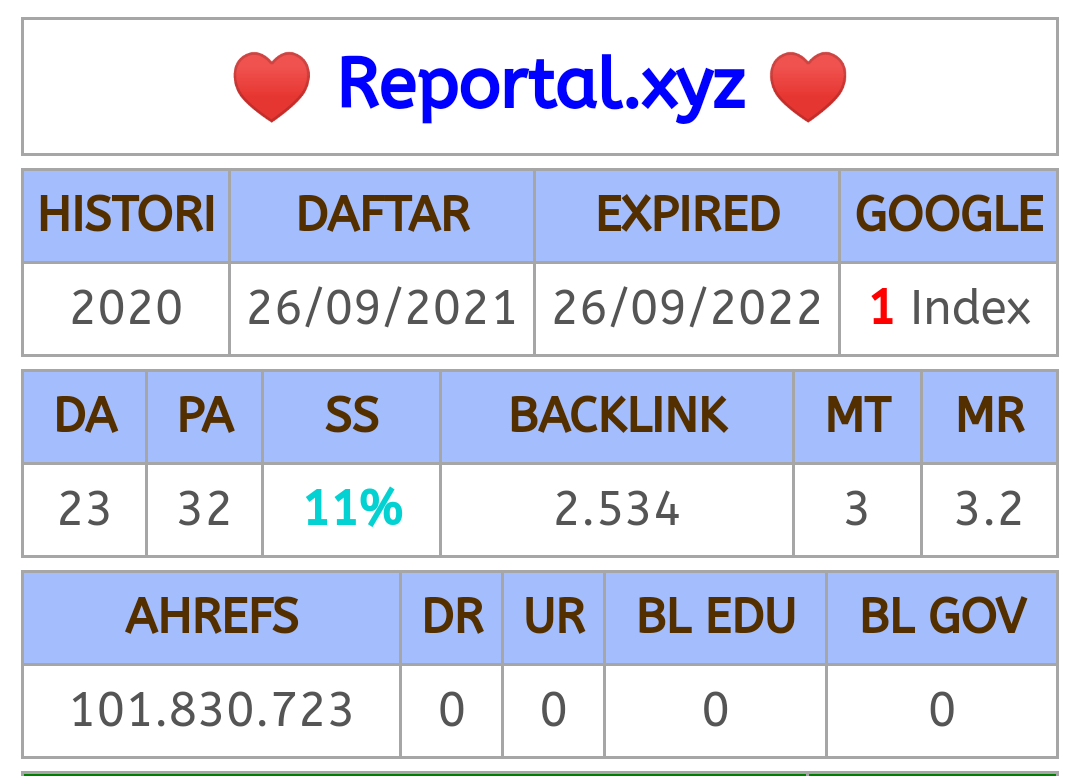 Reportal.xyz
HISTORI DAFTAR EXPIRED GOOGLE
2020 26/09/2021 26/09/2022 1 Index
DA PA SS BACKLINK MT MR
23 32 11% 2.534 3 3.2
AHREFS DR UR BL EDU BL GOV
101.830.723 0 0 0 0